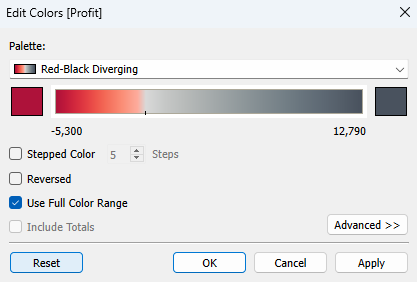 Edit Colors [Profit]
Palette:
Red-Black Diverging
-5,300 12,790
Stepped Color 5 Steps
Reversed
Use Full Color Range
Include Totals
Advanced >>
Reset OK Cancel Apply